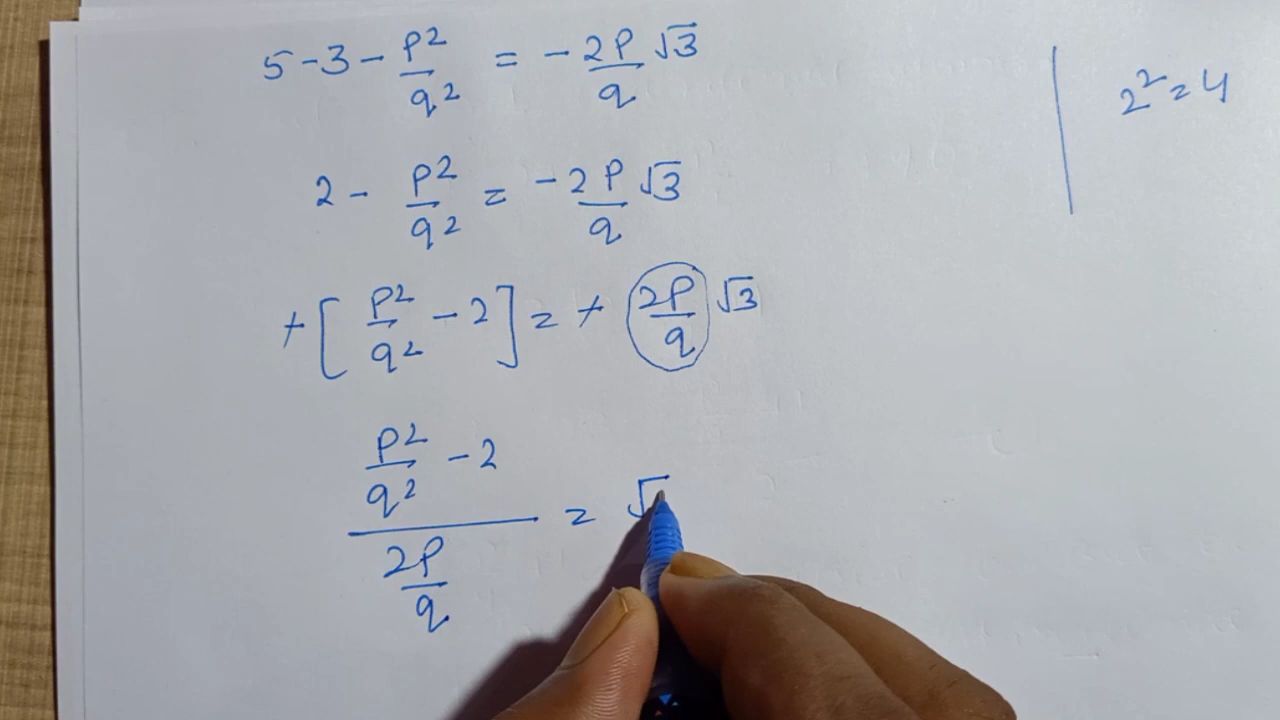 5-3-p²/q² = -2p/q √3
2² = 4
2 - p²/q² = -2p/q √3
+[p²/q² - 2] = + 2p/q √3
(p²/q² - 2)/(2p/q) = √